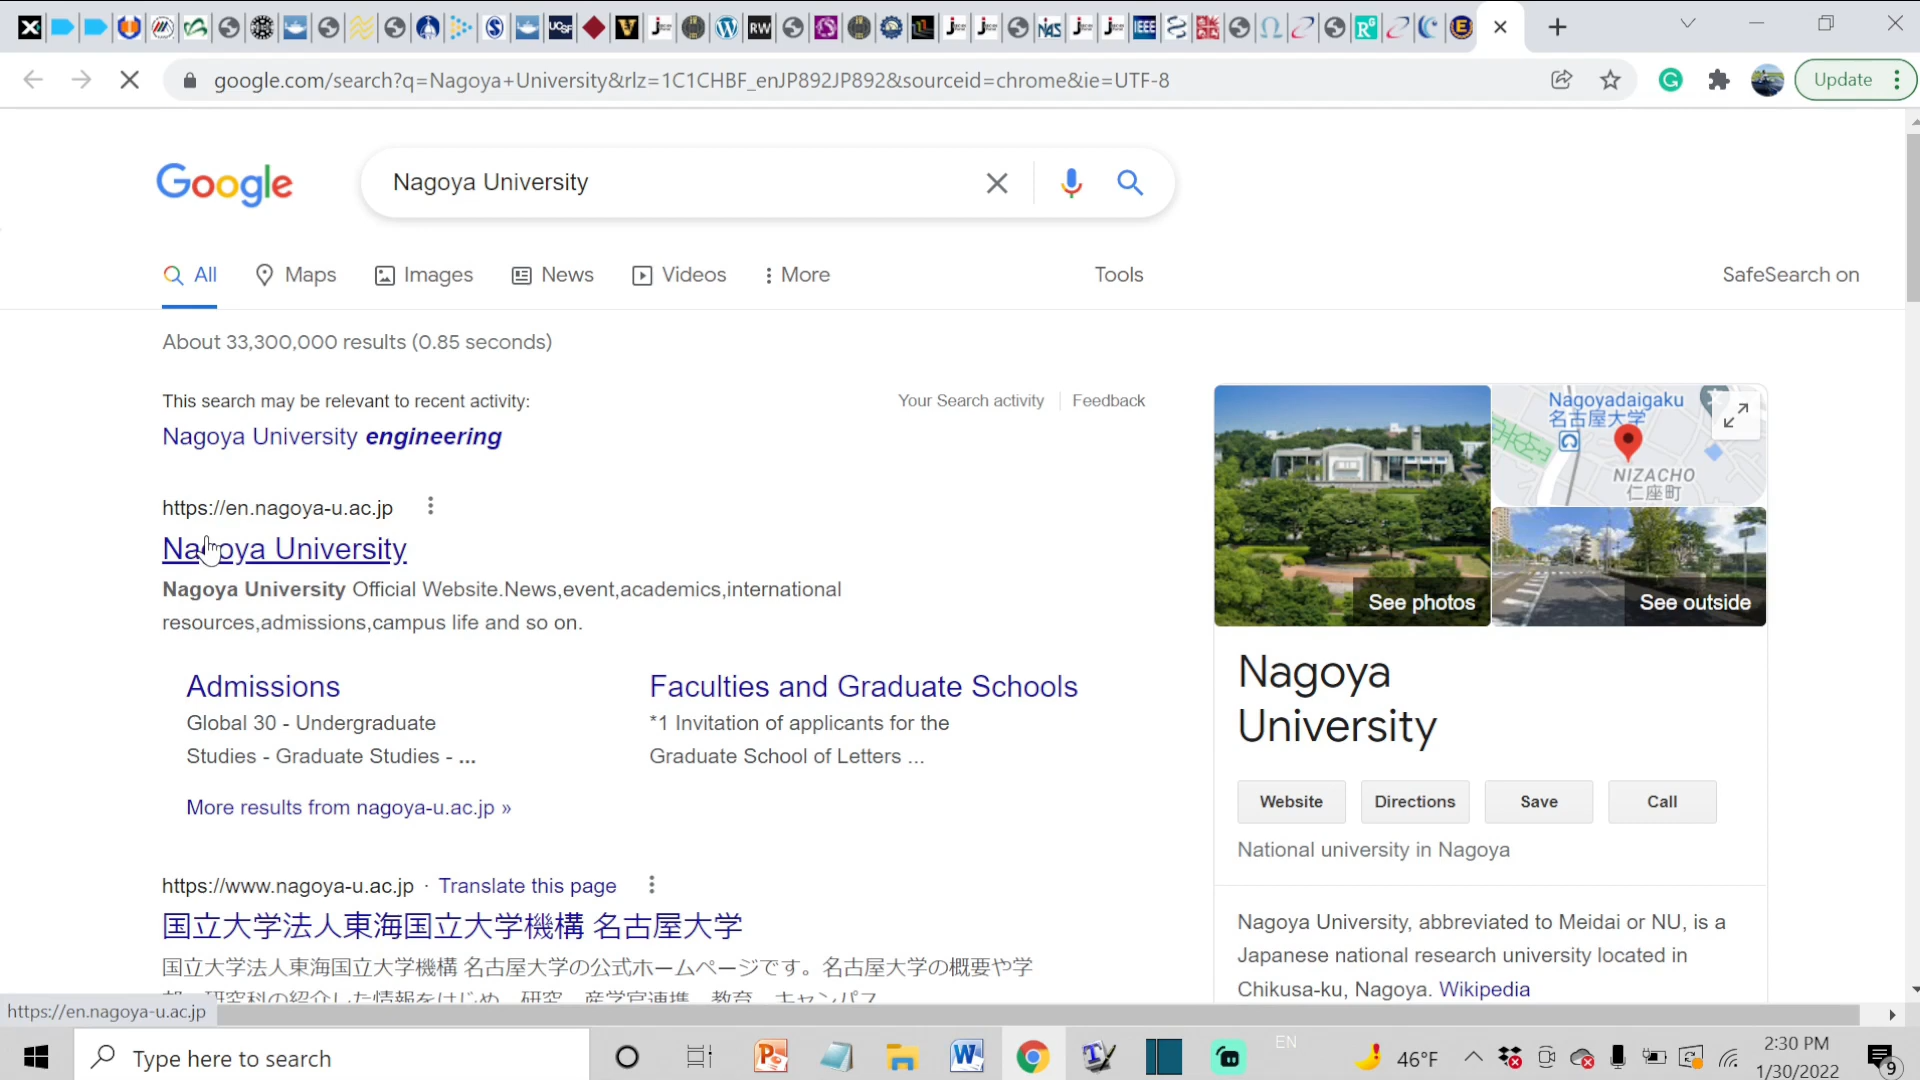 google.com/search?q=Nagoya+University&rlz=1C1CHBF_enJP892JP892&sourceid=chrome&ie=UTF-8
Update
Google
Nagoya University
All
Maps
Images
News
Videos
More
Tools
SafeSearch on
About 33,300,000 results (0.85 seconds)
This search may be relevant to recent activity:
Your Search activity
Feedback
Nagoya University engineering
https://en.nagoya-u.ac.jp
Nagoya University
Nagoya University Official Website.News,event,academics,international
resources,admissions,campus life and so on.
Admissions
Global 30 - Undergraduate
Studies - Graduate Studies - ...
Faculties and Graduate Schools
*1 Invitation of applicants for the
Graduate School of Letters ...
More results from nagoya-u.ac.jp »
https://www.nagoya-u.ac.jp · Translate this page
国立大学法人東海国立大学機構 名古屋大学
国立大学法人東海国立大学機構 名古屋大学の公式ホームページです。名古屋大学の概要や学
Nagoyadaigaku
名古屋大学
NIZACHO
仁座町
See photos
See outside
Nagoya
University
Website
Directions
Save
Call
National university in Nagoya
Nagoya University, abbreviated to Meidai or NU, is a
Japanese national research university located in
Chikusa-ku, Nagoya. Wikipedia
https://en.nagoya-u.ac.jp
Type here to search
EN
46°F
2:30 PM
1/30/2022
9